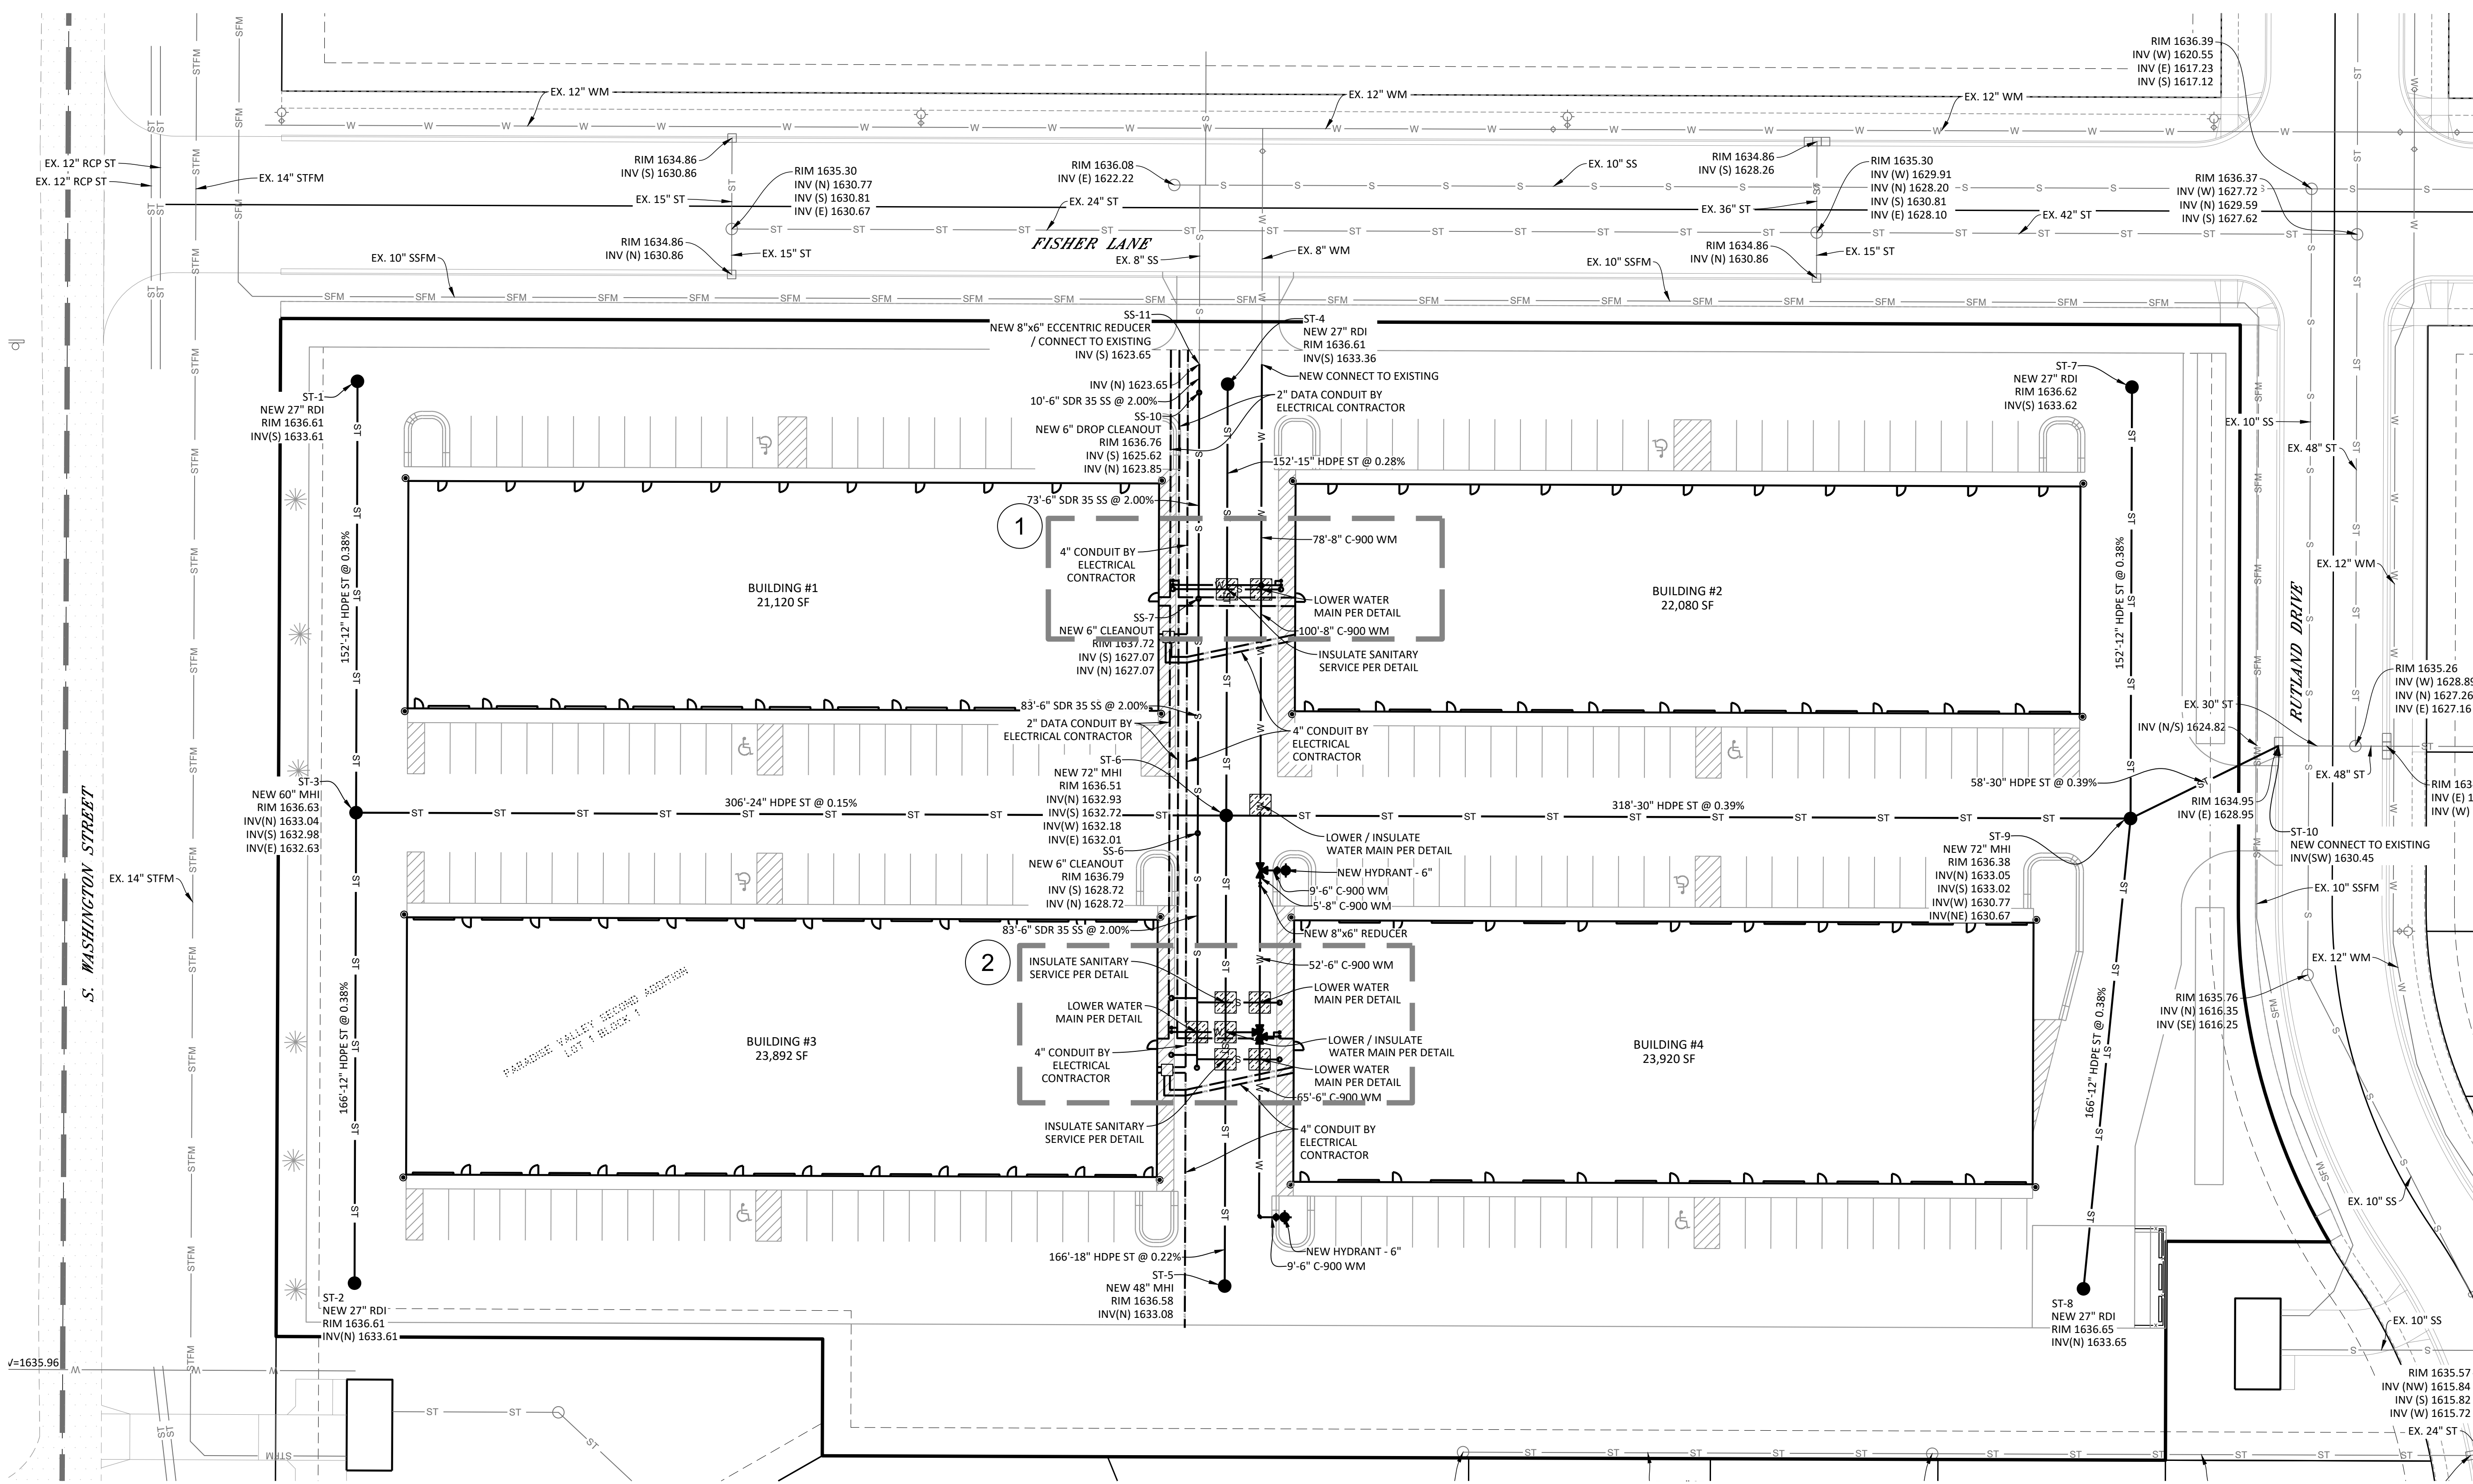 RIM 1636.39
INV (W) 1620.55
INV (E) 1617.23
INV (S) 1617.12
EX. 12" WM
EX. 12" WM
EX. 12" WM
EX. 12" RCP ST
EX. 12" RCP ST
EX. 14" STFM
RIM 1634.86
INV (S) 1630.86
EX. 15" ST
RIM 1635.30
INV (N) 1630.77
INV (S) 1630.81
INV (E) 1630.67
RIM 1636.08
INV (E) 1622.22
EX. 24" ST
EX. 10" SS
RIM 1634.86
INV (S) 1628.26
EX. 36" ST
RIM 1635.30
INV (W) 1629.91
INV (N) 1628.20
INV (S) 1630.81
INV (E) 1628.10
EX. 42" ST
RIM 1636.37
INV (W) 1627.72
INV (N) 1629.59
INV (S) 1627.62
RIM 1634.86
INV (N) 1630.86
EX. 15" ST
EX. 10" SSFM
FISHER LANE
EX. 8" SS
EX. 8" WM
EX. 10" SSFM
RIM 1634.86
INV (N) 1630.86
EX. 15" ST
SS-11
NEW 8"x6" ECCENTRIC REDUCER
/ CONNECT TO EXISTING
INV (S) 1623.65
ST-4
NEW 27" RDI
RIM 1636.61
INV(S) 1633.36
NEW CONNECT TO EXISTING
ST-1
NEW 27" RDI
RIM 1636.61
INV(S) 1633.61
INV (N) 1623.65
10'-6" SDR 35 SS @ 2.00%
SS-10
NEW 6" DROP CLEANOUT
RIM 1636.76
INV (S) 1625.62
INV (N) 1623.85
2" DATA CONDUIT BY
ELECTRICAL CONTRACTOR
152'-15" HDPE ST @ 0.28%
ST-7
NEW 27" RDI
RIM 1636.62
INV(S) 1633.62
EX. 10" SS
EX. 48" ST
73'-6" SDR 35 SS @ 2.00%
1
4" CONDUIT BY
ELECTRICAL
CONTRACTOR
78'-8" C-900 WM
152'-12" HDPE ST @ 0.38%
BUILDING #1
21,120 SF
BUILDING #2
22,080 SF
152'-12" HDPE ST @ 0.38%
EX. 12" WM
RUTLAND DRIVE
LOWER WATER
MAIN PER DETAIL
SS-7
NEW 6" CLEANOUT
RIM 1637.72
INV (S) 1627.07
INV (N) 1627.07
100'-8" C-900 WM
INSULATE SANITARY
SERVICE PER DETAIL
RIM 1635.26
INV (W) 1628.89
INV (N) 1627.26
INV (E) 1627.16
83'-6" SDR 35 SS @ 2.00%
2" DATA CONDUIT BY
ELECTRICAL CONTRACTOR
4" CONDUIT BY
ELECTRICAL
CONTRACTOR
EX. 30" ST
INV (N/S) 1624.82
EX. 48" ST
ST-3
NEW 60" MHI
RIM 1636.63
INV(N) 1633.04
INV(S) 1632.98
INV(E) 1632.63
306'-24" HDPE ST @ 0.15%
ST-6
NEW 72" MHI
RIM 1636.51
INV(N) 1632.93
INV(S) 1632.72
INV(W) 1632.18
INV(E) 1632.01
318'-30" HDPE ST @ 0.39%
58'-30" HDPE ST @ 0.39%
RIM 1634.95
INV (E) 1628.95
RIM 163
INV (E) 1
INV (W)
S. WASHINGTON STREET
EX. 14" STFM
SS-6
NEW 6" CLEANOUT
RIM 1636.79
INV (S) 1628.72
INV (N) 1628.72
LOWER / INSULATE
WATER MAIN PER DETAIL
NEW HYDRANT - 6"
9'-6" C-900 WM
5'-8" C-900 WM
NEW 8"x6" REDUCER
ST-9
NEW 72" MHI
RIM 1636.38
INV(N) 1633.05
INV(S) 1633.02
INV(W) 1630.77
INV(NE) 1630.67
ST-10
NEW CONNECT TO EXISTING
INV(SW) 1630.45
EX. 10" SSFM
83'-6" SDR 35 SS @ 2.00%
2
INSULATE SANITARY
SERVICE PER DETAIL
52'-6" C-900 WM
LOWER WATER
MAIN PER DETAIL
LOWER WATER
MAIN PER DETAIL
EX. 12" WM
RIM 1635.76
INV (N) 1616.35
INV (SE) 1616.25
166'-12" HDPE ST @ 0.38%
PRAIRIE VALLEY SECOND ADDITION
LOT 1 BLOCK 1
BUILDING #3
23,892 SF
4" CONDUIT BY
ELECTRICAL
CONTRACTOR
LOWER / INSULATE
WATER MAIN PER DETAIL
LOWER WATER
MAIN PER DETAIL
65'-6" C-900 WM
BUILDING #4
23,920 SF
166'-12" HDPE ST @ 0.38%
INSULATE SANITARY
SERVICE PER DETAIL
4" CONDUIT BY
ELECTRICAL
CONTRACTOR
EX. 10" SS
166'-18" HDPE ST @ 0.22%
NEW HYDRANT - 6"
9'-6" C-900 WM
ST-5
NEW 48" MHI
RIM 1636.58
INV(N) 1633.08
ST-2
NEW 27" RDI
RIM 1636.61
INV(N) 1633.61
ST-8
NEW 27" RDI
RIM 1636.65
INV(N) 1633.65
EX. 10" SS
V=1635.96
RIM 1635.57
INV (NW) 1615.84
INV (S) 1615.82
INV (W) 1615.72
EX. 24" ST